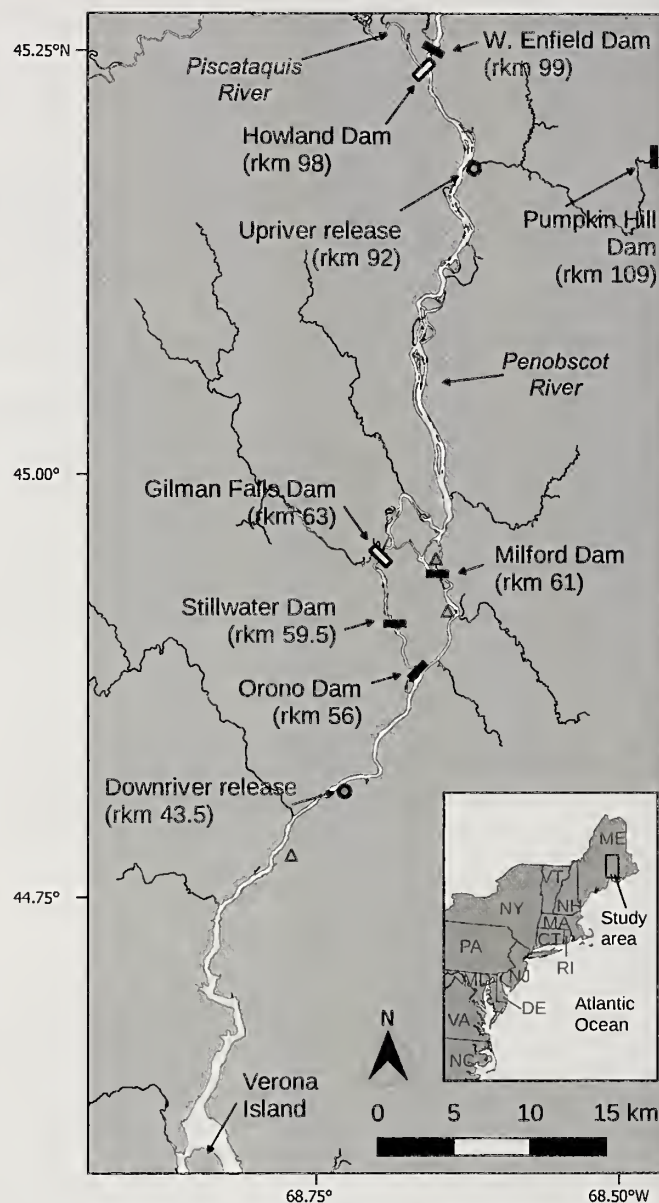 45.25°N
Piscataquis
River
W. Enfield Dam
(rkm 99)
Howland Dam
(rkm 98)
Upriver release
(rkm 92)
Pumpkin Hill
Dam
(rkm 109)
Penobscot
River
45.00°
Gilman Falls Dam
(rkm 63)
Milford Dam
(rkm 61)
Stillwater Dam
(rkm 59.5)
Orono Dam
(rkm 56)
Downriver release
(rkm 43.5)
44.75°
ME
VT
NH
NY
MA
CT
RI
PA
NJ
MD
DE
VA
NC
Study
area
Atlantic
Ocean
N
Verona
Island
0 5 10 15 km
68.75°
68.50°W